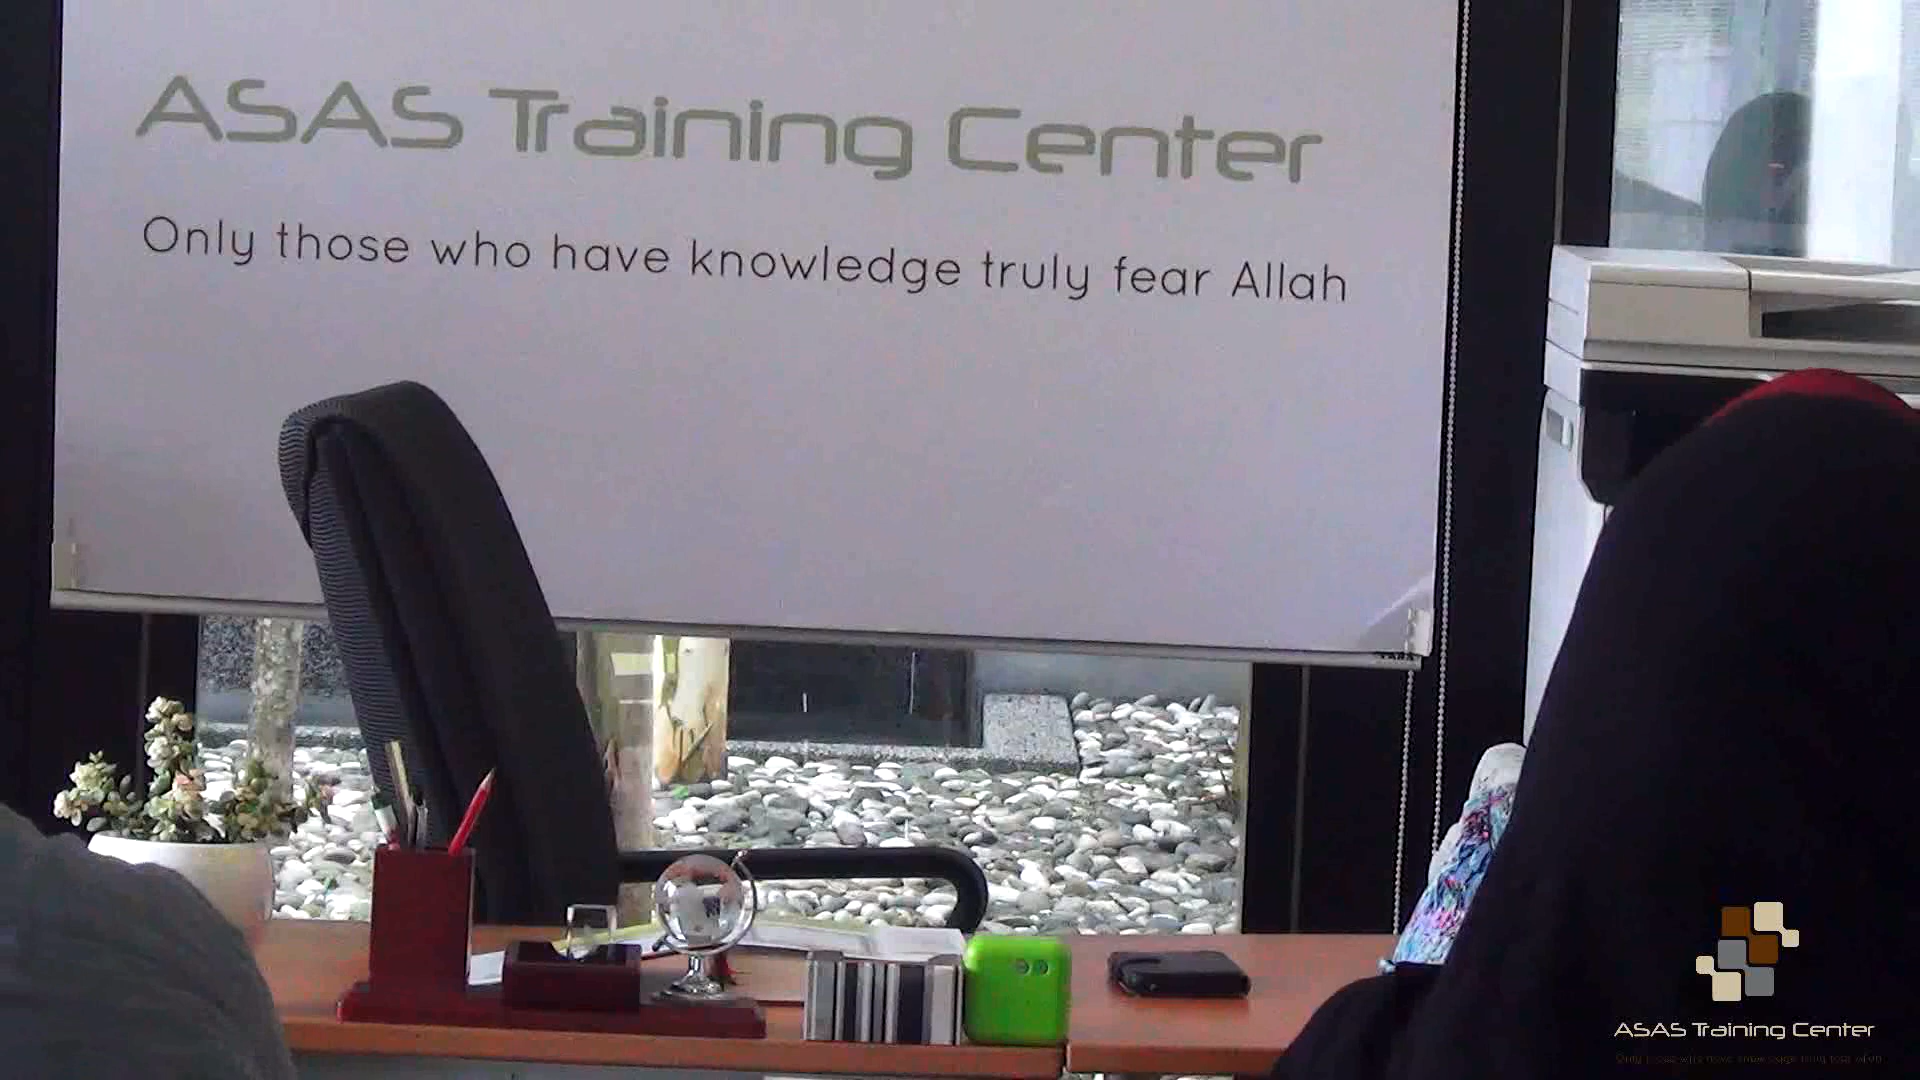 ASAS Training Center
Only those who have knowledge truly fear Allah
ASAS Training Center